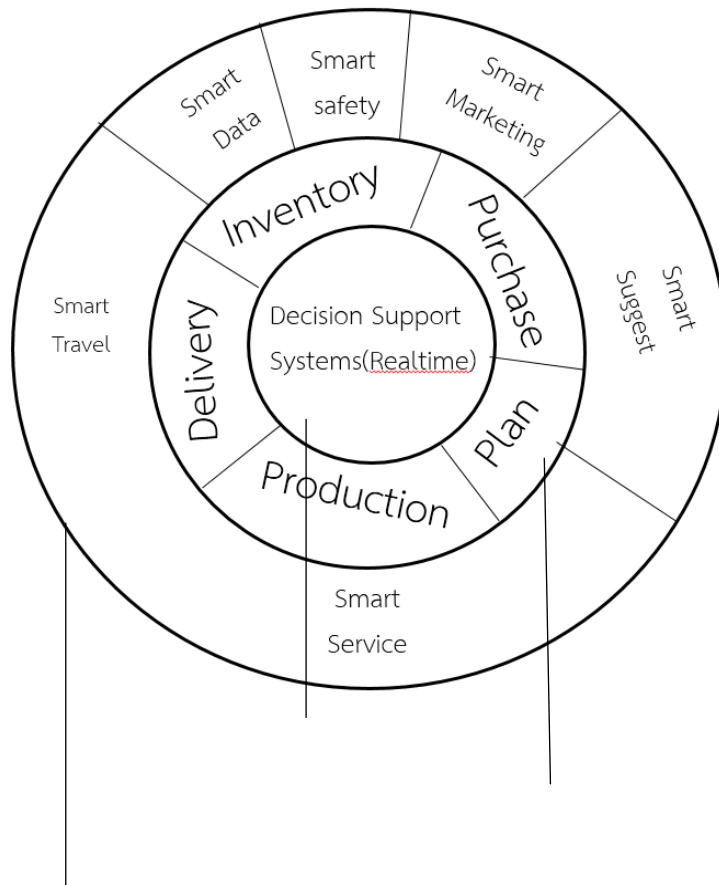 Smart
Data
Smart
safety
Smart
Marketing
Smart
Suggest
Smart
Service
Smart
Travel
Inventory
Purchase
Plan
Production
Delivery
Decision Support
Systems(Realtime)